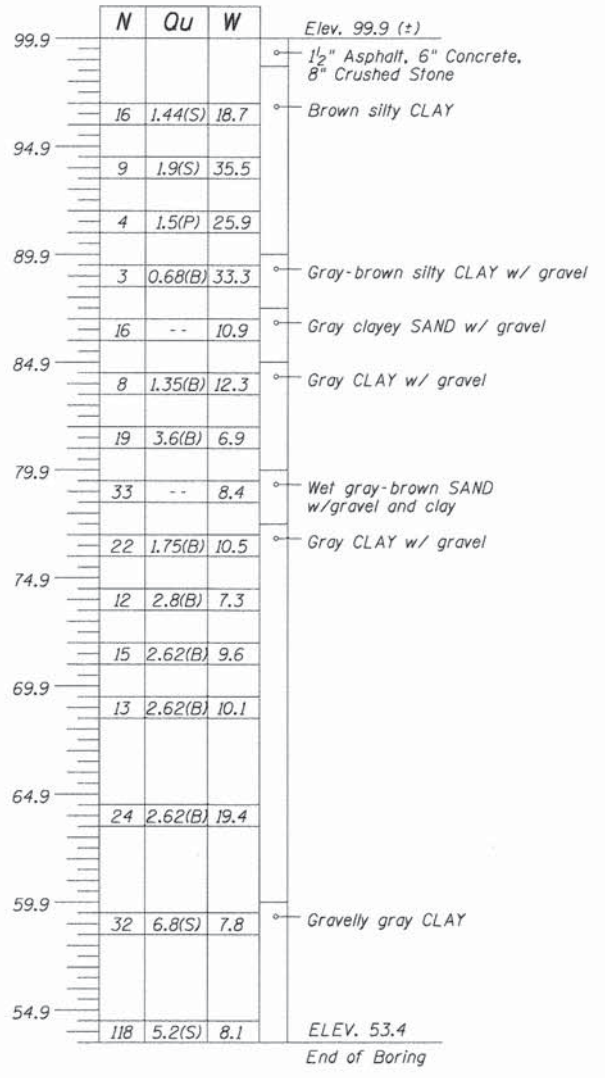 N Qu W
Elev. 99.9 (±)
99.9
1½" Asphalt, 6" Concrete,
8" Crushed Stone
16 1.44(S) 18.7 Brown silty CLAY
94.9
9 1.9(S) 35.5
4 1.5(P) 25.9
89.9
3 0.68(B) 33.3 Gray-brown silty CLAY w/ gravel
16 -- 10.9 Gray clayey SAND w/ gravel
84.9
8 1.35(B) 12.3 Gray CLAY w/ gravel
19 3.6(B) 6.9
79.9
33 -- 8.4 Wet gray-brown SAND
w/gravel and clay
22 1.75(B) 10.5 Gray CLAY w/ gravel
74.9
12 2.8(B) 7.3
15 2.62(B) 9.6
69.9
13 2.62(B) 10.1
64.9
24 2.62(B) 19.4
59.9
32 6.8(S) 7.8 Gravelly gray CLAY
54.9
118 5.2(S) 8.1 ELEV. 53.4
End of Boring